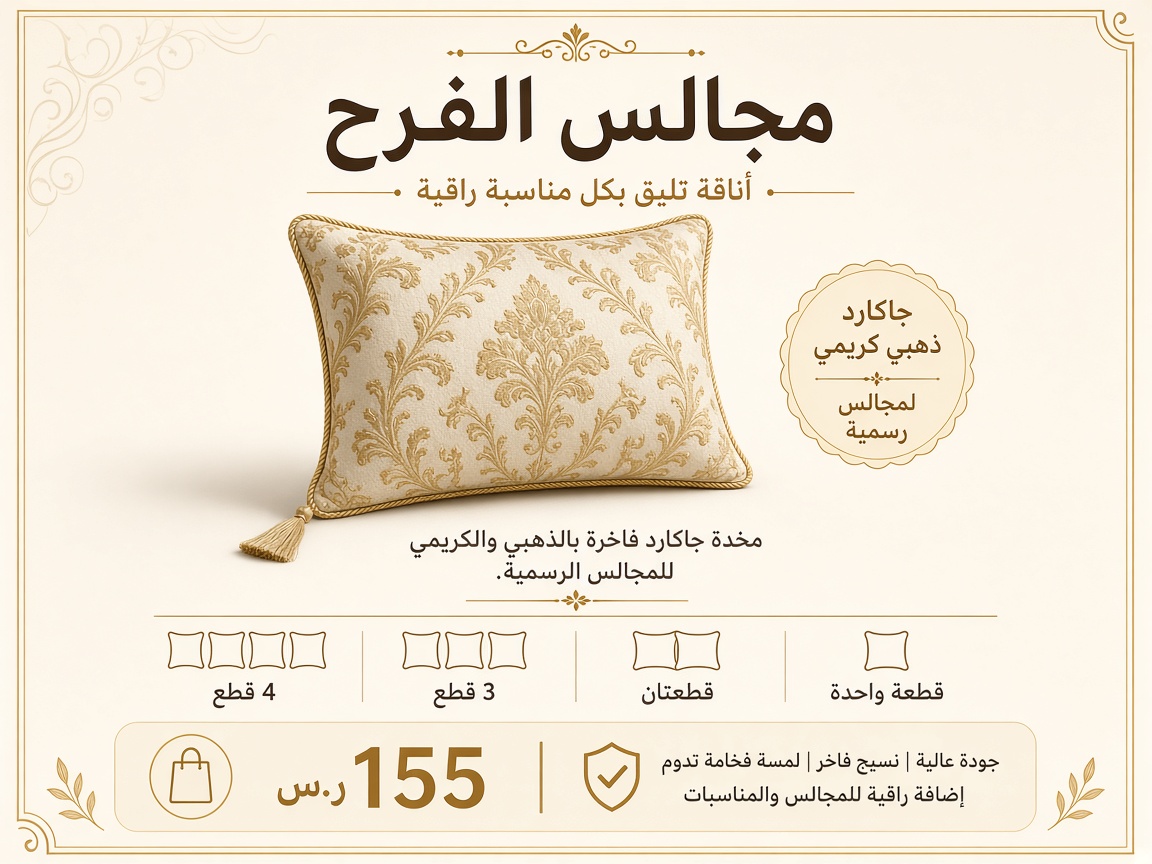 مجالس الفرح
أناقة تليق بكل مناسبة راقية
جاكارد
ذهبي كريمي
لمجالس
رسمية
مخدة جاكارد فاخرة بالذهبي والكريمي
للمجالس الرسمية.
قطعة واحدة
قطعتان
3 قطع
4 قطع
جودة عالية | نسيج فاخر | لمسة فخامة تدوم
إضافة راقية للمجالس والمناسبات
155 ر.س